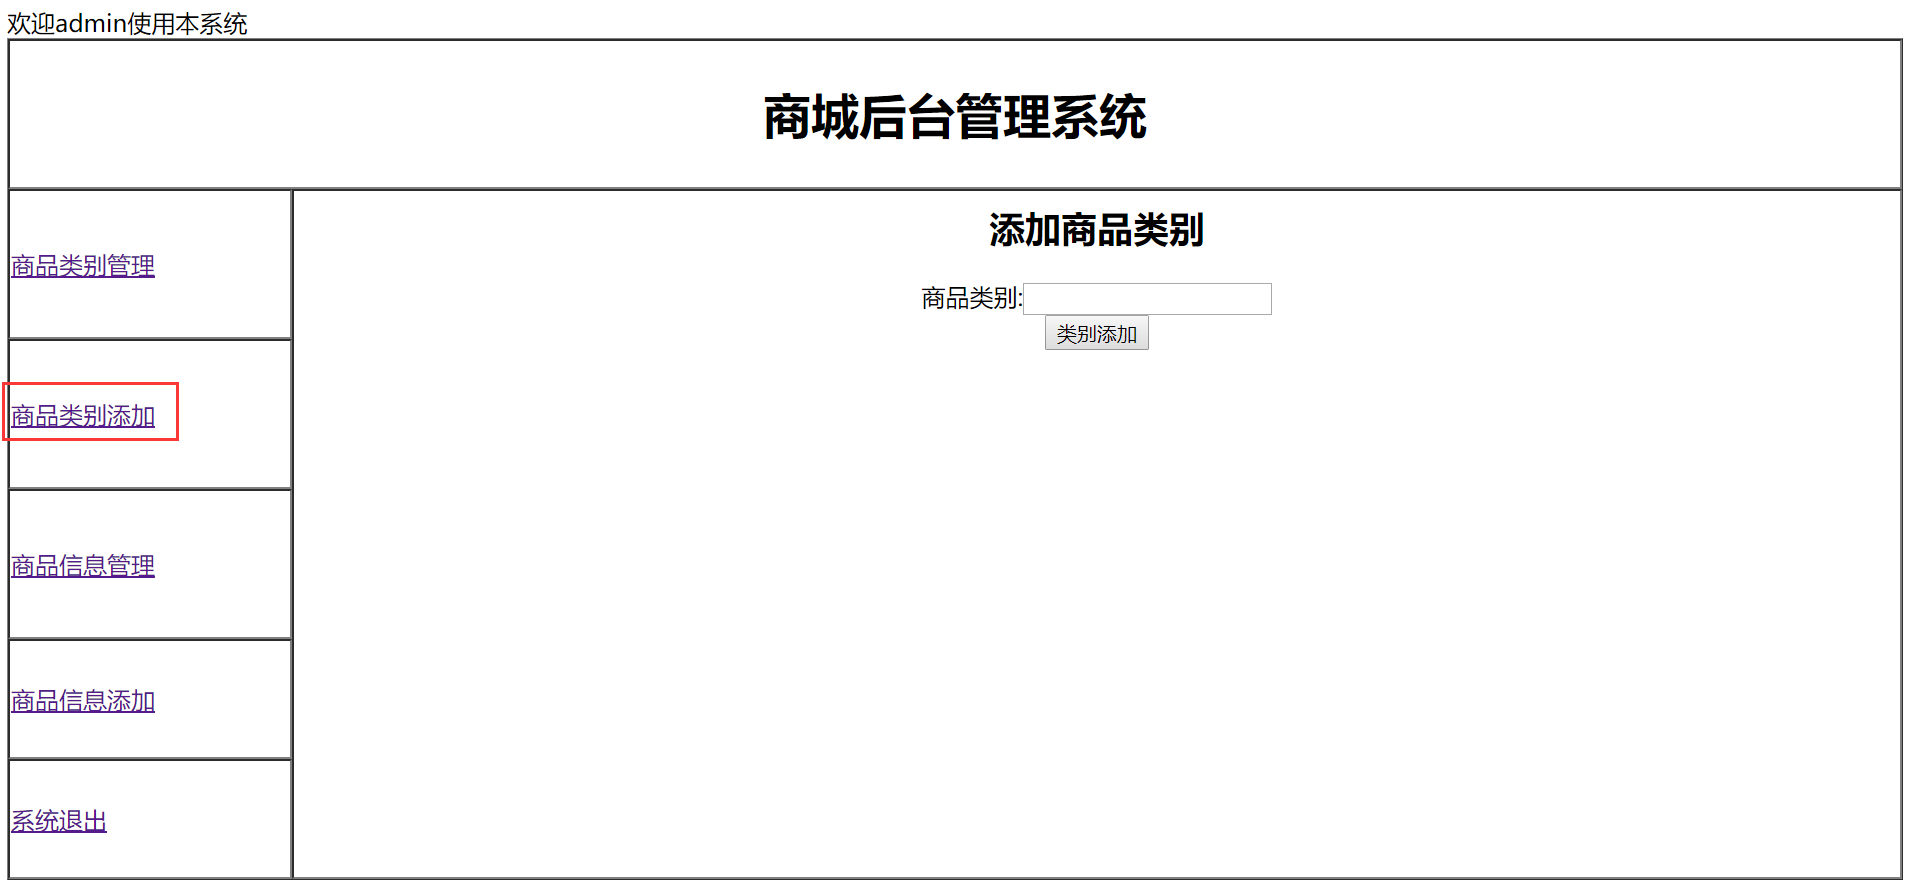 欢迎admin使用本系统
商城后台管理系统
商品类别管理
商品类别添加
商品信息管理
商品信息添加
系统退出
添加商品类别
商品类别:
类别添加